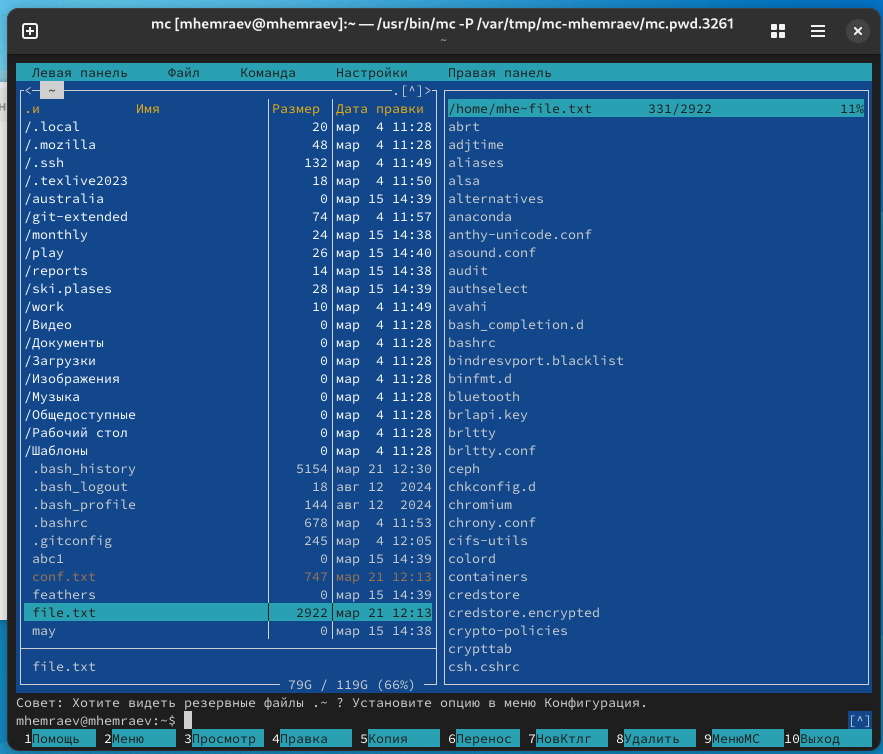 mc [mhemraev@mhemraev]:~ — /usr/bin/mc -P /var/tmp/mc-mhemraev/mc.pwd.3261
~
Левая панель Файл Команда Настройки Правая панель
<- ~ .[^]>
.и Имя Размер Дата правки
/.local 20 мар 4 11:28
/.mozilla 48 мар 4 11:28
/.ssh 132 мар 4 11:49
/.texlive2023 18 мар 4 11:50
/australia 0 мар 15 14:39
/git-extended 74 мар 4 11:57
/monthly 24 мар 15 14:38
/play 26 мар 15 14:40
/reports 14 мар 15 14:38
/ski.plases 28 мар 15 14:39
/work 10 мар 4 11:49
/Видео 0 мар 4 11:28
/Документы 0 мар 4 11:28
/Загрузки 0 мар 4 11:28
/Изображения 0 мар 4 11:28
/Музыка 0 мар 4 11:28
/Общедоступные 0 мар 4 11:28
/Рабочий стол 0 мар 4 11:28
/Шаблоны 0 мар 4 11:28
.bash_history 5154 мар 21 12:30
.bash_logout 18 авг 12 2024
.bash_profile 144 авг 12 2024
.bashrc 678 мар 4 11:53
.gitconfig 245 мар 4 12:05
abc1 0 мар 15 14:39
conf.txt 747 мар 21 12:13
feathers 0 мар 15 14:39
file.txt 2922 мар 21 12:13
may 0 мар 15 14:38
file.txt
79G / 119G (66%)
/home/mhe~file.txt 331/2922 11%
abrt
adjtime
aliases
alsa
alternatives
anaconda
anthy-unicode.conf
asound.conf
audit
authselect
avahi
bash_completion.d
bashrc
bindresvport.blacklist
binfmt.d
bluetooth
brlapi.key
brltty
brltty.conf
ceph
chkconfig.d
chromium
chrony.conf
cifs-utils
colord
containers
credstore
credstore.encrypted
crypto-policies
crypttab
csh.cshrc
Совет: Хотите видеть резервные файлы .~ ? Установите опцию в меню Конфигурация.
mhemraev@mhemraev:~$ [^]
1Помощь 2Меню 3Просмотр 4Правка 5Копия 6Перенос 7НовКтлг 8Удалить 9МенюMC 10Выход